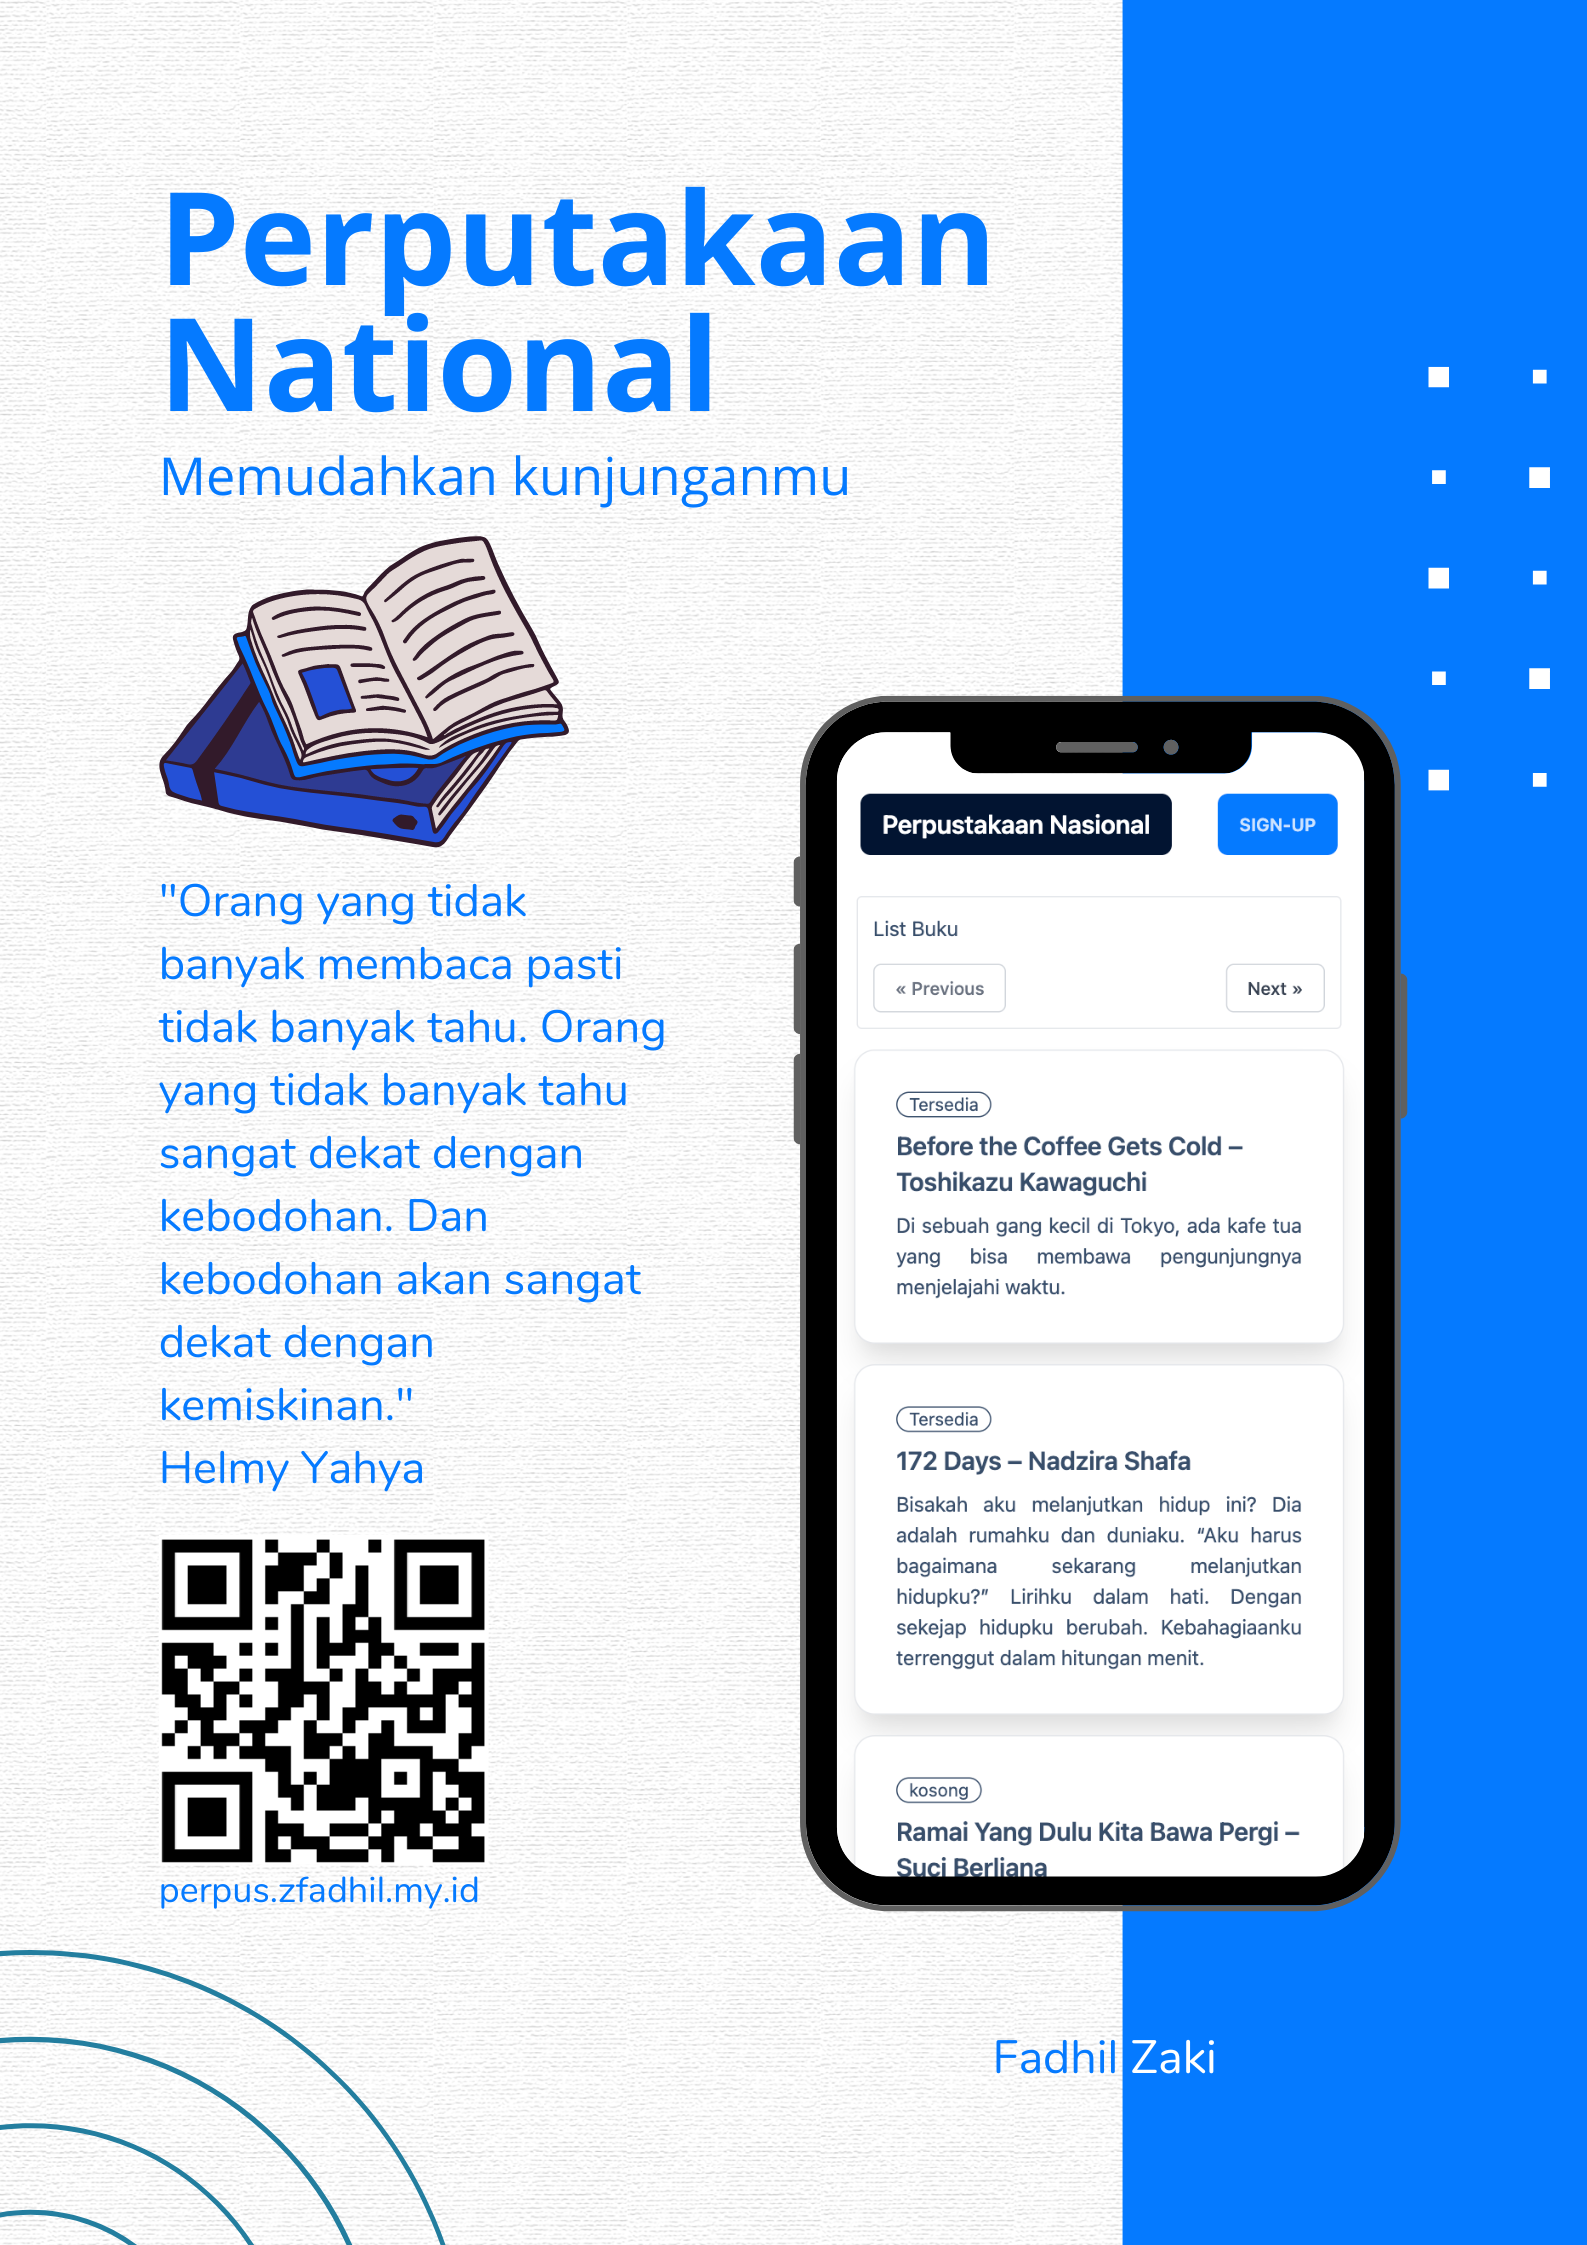 Perputakaan
National
Memudahkan kunjunganmu
"Orang yang tidak
banyak membaca pasti
tidak banyak tahu. Orang
yang tidak banyak tahu
sangat dekat dengan
kebodohan. Dan
kebodohan akan sangat
dekat dengan
kemiskinan."
Helmy Yahya
perpus.zfadhil.my.id
Perpustakaan Nasional
SIGN-UP
List Buku
« Previous
Next »
Tersedia
Before the Coffee Gets Cold –
Toshikazu Kawaguchi
Di sebuah gang kecil di Tokyo, ada kafe tua
yang bisa membawa pengunjungnya
menjelajahi waktu.
Tersedia
172 Days – Nadzira Shafa
Bisakah aku melanjutkan hidup ini? Dia
adalah rumahku dan duniaku. “Aku harus
bagaimana sekarang melanjutkan
hidupku?” Lirihku dalam hati. Dengan
sekejap hidupku berubah. Kebahagiaanku
terrenggut dalam hitungan menit.
kosong
Ramai Yang Dulu Kita Bawa Pergi –
Suci Berliana
Fadhil Zaki